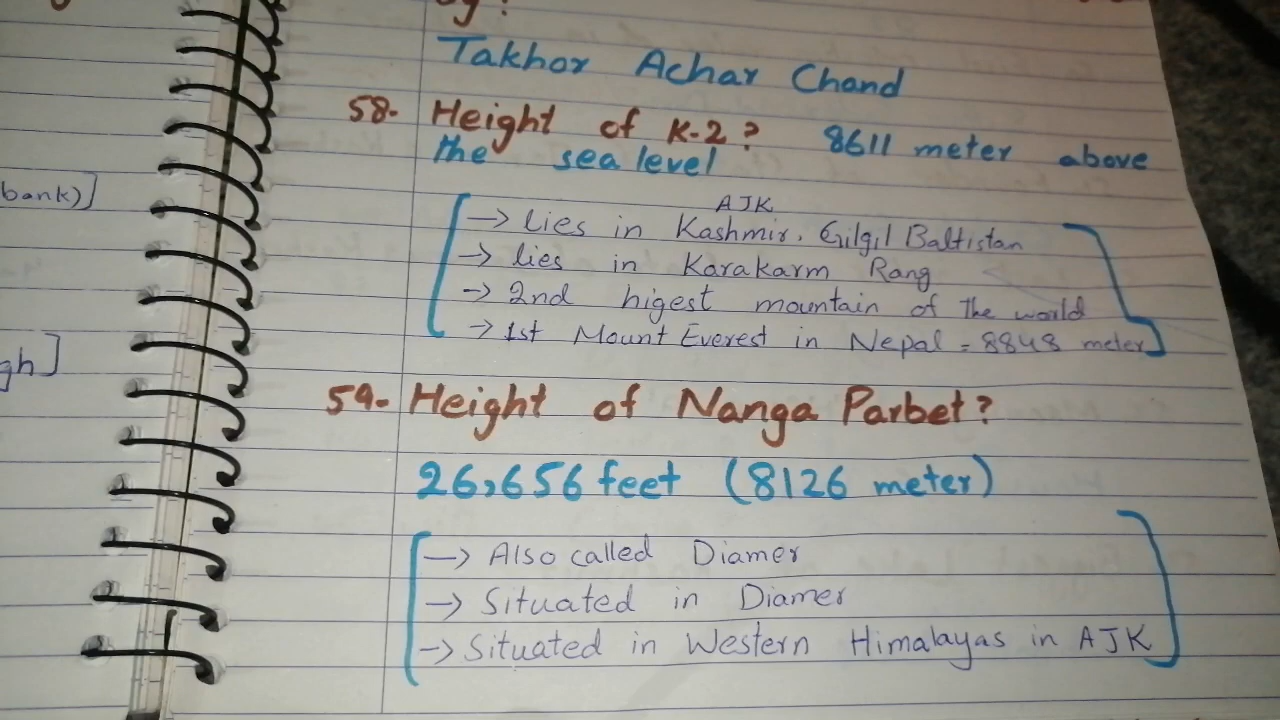 y?
Takhor Achar Chand
58. Height of K-2? 8611 meter above
the sea level
AJK
→ lies in Kashmir, Gilgil Baltistan
→ lies in Karakarm Rang
→ 2nd higest mountain of the world
→ 1st Mount Everest in Nepal = 8848 meter
59. Height of Nanga Parbet?
26,656 feet (8126 meter)
→ Also called Diamer
→ Situated in Diamer
→ Situated in Western Himalayas in AJK
bank)]
gh]